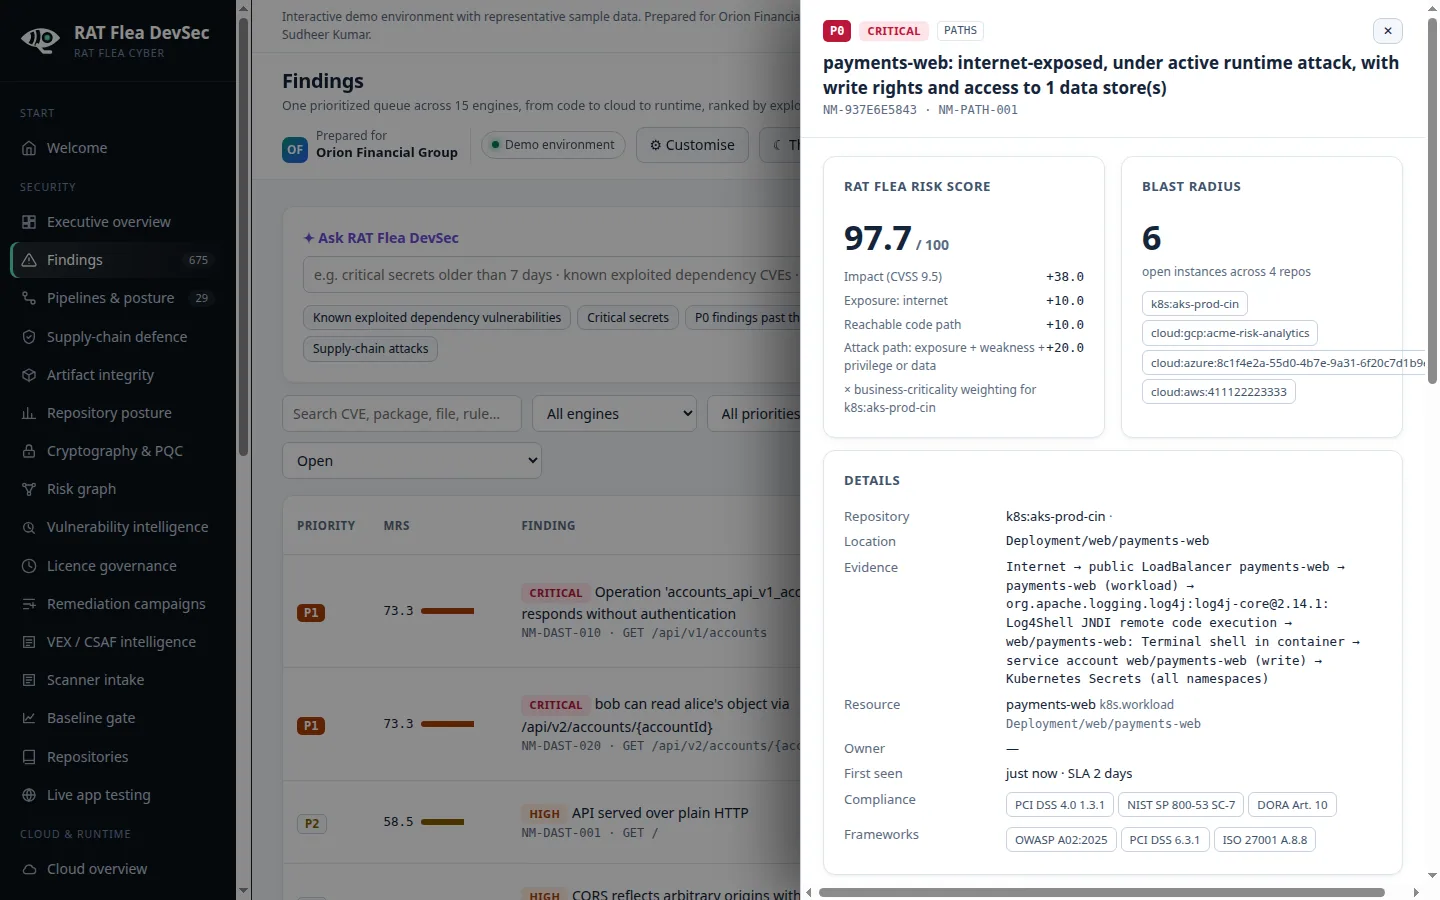 RAT Flea DevSec
RAT FLEA CYBER
START
Welcome
SECURITY
Executive overview
Findings 675
Pipelines & posture 29
Supply-chain defence
Artifact integrity
Repository posture
Cryptography & PQC
Risk graph
Vulnerability intelligence
Licence governance
Remediation campaigns
VEX / CSAF intelligence
Scanner intake
Baseline gate
Repositories
Live app testing
CLOUD & RUNTIME
Cloud overview
Interactive demo environment with representative sample data. Prepared for Orion Financia
Sudheer Kumar.
Findings
One prioritized queue across 15 engines, from code to cloud to runtime, ranked by explo
OF
Prepared for
Orion Financial Group
Demo environment
⚙ Customise
☾ Th
✦ Ask RAT Flea DevSec
e.g. critical secrets older than 7 days · known exploited dependency CVEs ·
Known exploited dependency vulnerabilities
Critical secrets
P0 findings past th
Supply-chain attacks
Search CVE, package, file, rule...
All engines
All priorities
Open
PRIORITY MRS FINDING
P1 73.3 CRITICAL Operation 'accounts_api_v1_acc
responds without authentication
NM-DAST-010 · GET /api/v1/accounts
P1 73.3 CRITICAL bob can read alice's object via
/api/v2/accounts/{accountId}
NM-DAST-020 · GET /api/v2/accounts/{acc
P2 58.5 HIGH API served over plain HTTP
NM-DAST-001 · GET /
HIGH CORS reflects arbitrary origins with
P0 CRITICAL PATHS
×
payments-web: internet-exposed, under active runtime attack, with
write rights and access to 1 data store(s)
NM-937E6E5843 · NM-PATH-001
RAT FLEA RISK SCORE
97.7 / 100
Impact (CVSS 9.5) +38.0
Exposure: internet +10.0
Reachable code path +10.0
Attack path: exposure + weakness + +20.0
privilege or data
× business-criticality weighting for
k8s:aks-prod-cin
BLAST RADIUS
6
open instances across 4 repos
k8s:aks-prod-cin
cloud:gcp:acme-risk-analytics
cloud:azure:8c1f4e2a-55d0-4b7e-9a31-6f20c7d1b9
cloud:aws:411122223333
DETAILS
Repository k8s:aks-prod-cin ·
Location Deployment/web/payments-web
Evidence Internet → public LoadBalancer payments-web →
payments-web (workload) →
org.apache.logging.log4j:log4j-core@2.14.1:
Log4Shell JNDI remote code execution →
web/payments-web: Terminal shell in container →
service account web/payments-web (write) →
Kubernetes Secrets (all namespaces)
Resource payments-web k8s.workload
Deployment/web/payments-web
Owner —
First seen just now · SLA 2 days
Compliance PCI DSS 4.0 1.3.1 NIST SP 800-53 SC-7 DORA Art. 10
Frameworks OWASP A02:2025 PCI DSS 6.3.1 ISO 27001 A.8.8